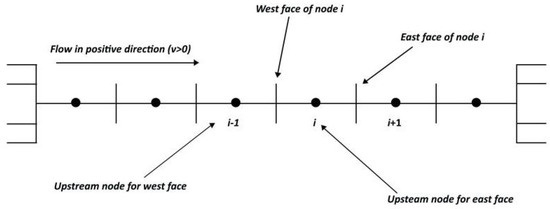 West face of node i
East face of node i
Flow in positive direction (v>0)
i-1
i
i+1
Upstream node for west face
Upsteam node for east face